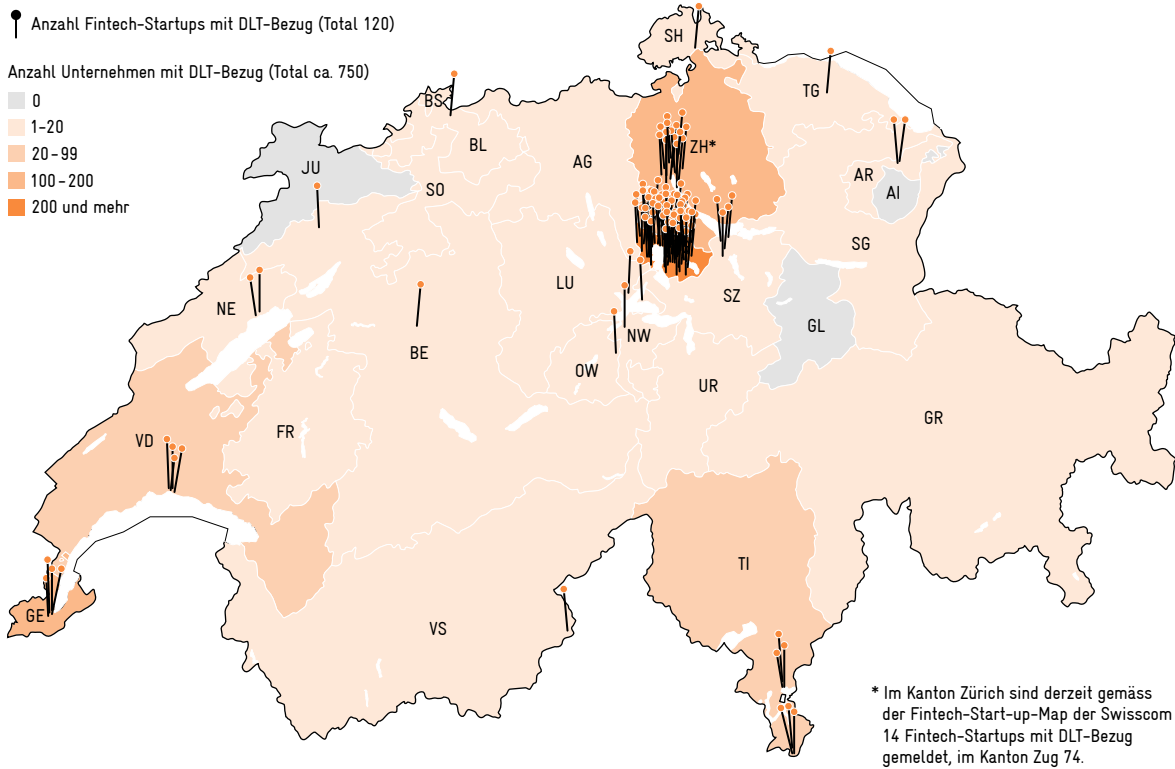 Anzahl Fintech-Startups mit DLT-Bezug (Total 120)
Anzahl Unternehmen mit DLT-Bezug (Total ca. 750)
0
1–20
20–99
100–200
200 und mehr
SH
BS
TG
BL
AG
ZH*
JU
SO
AR
AI
SG
LU
SZ
NE
GL
NW
BE
OW
UR
FR
GR
VD
TI
GE
VS
* Im Kanton Zürich sind derzeit gemäss
der Fintech-Start-up-Map der Swisscom
14 Fintech-Startups mit DLT-Bezug
gemeldet, im Kanton Zug 74.